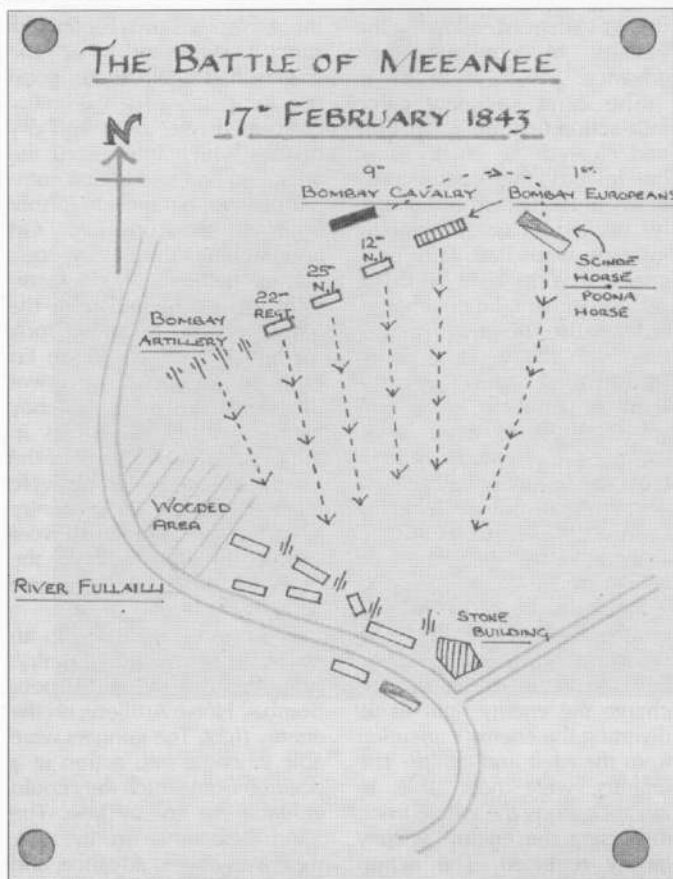 THE BATTLE OF MEEANEE
17TH FEBRUARY 1843
N
9TH
BOMBAY CAVALRY
1ST
BOMBAY EUROPEANS
SCINDE
HORSE
POONA
HORSE
12TH
N.I.
25TH
N.I.
22ND
REGT
BOMBAY
ARTILLERY
WOODED
AREA
RIVER FULLAILLI
STONE
BUILDING